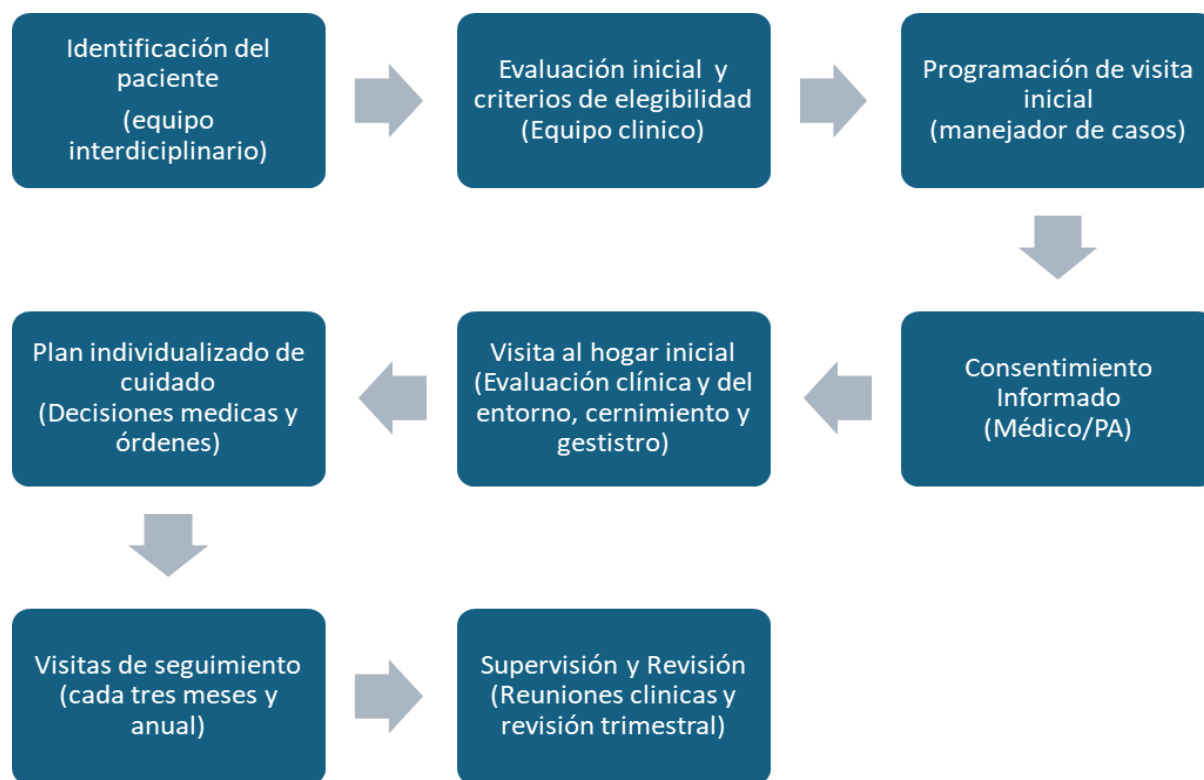 Identificación del
paciente
(equipo
interdiciplinario)
Evaluación inicial y
criterios de elegibilidad
(Equipo clinico)
Programación de visita
inicial
(manejador de casos)
Consentimiento
Informado
(Médico/PA)
Visita al hogar inicial
(Evaluación clínica y del
entorno, cernimiento y
gestistro)
Plan individualizado de
cuidado
(Decisiones medicas y
órdenes)
Visitas de seguimiento
(cada tres meses y
anual)
Supervisión y Revisión
(Reuniones clinicas y
revisión trimestral)